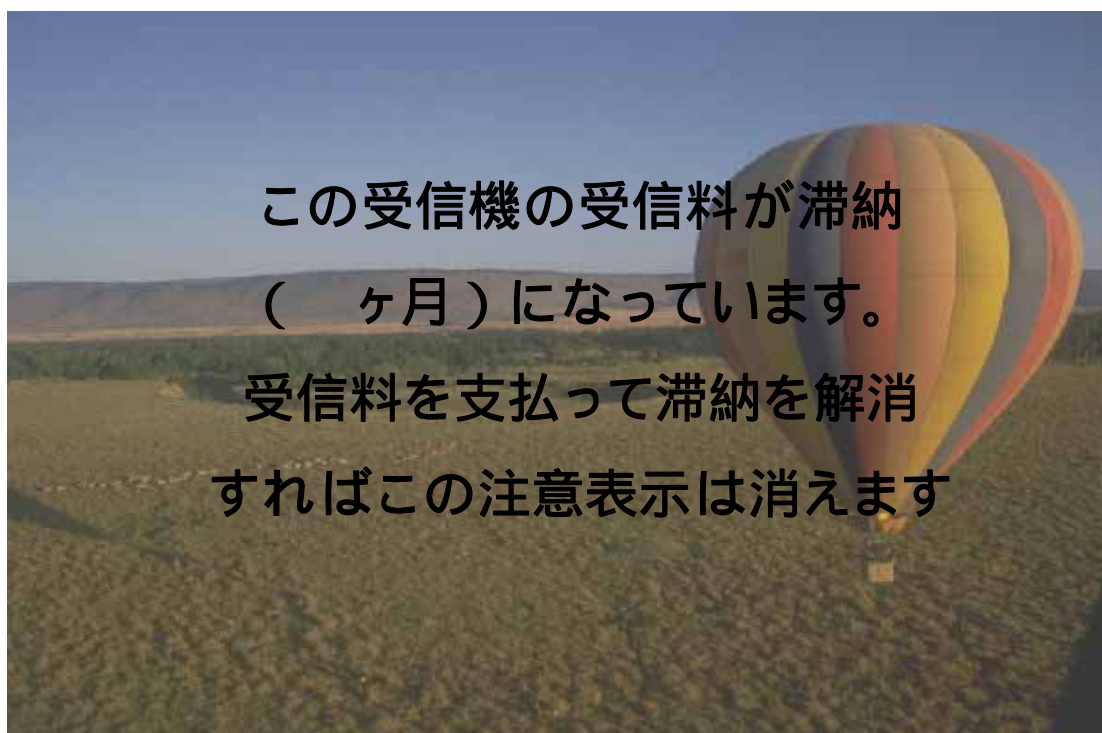 この受信機の受信料が滞納
(　ヶ月)になっています。
受信料を支払って滞納を解消
すればこの注意表示は消えます